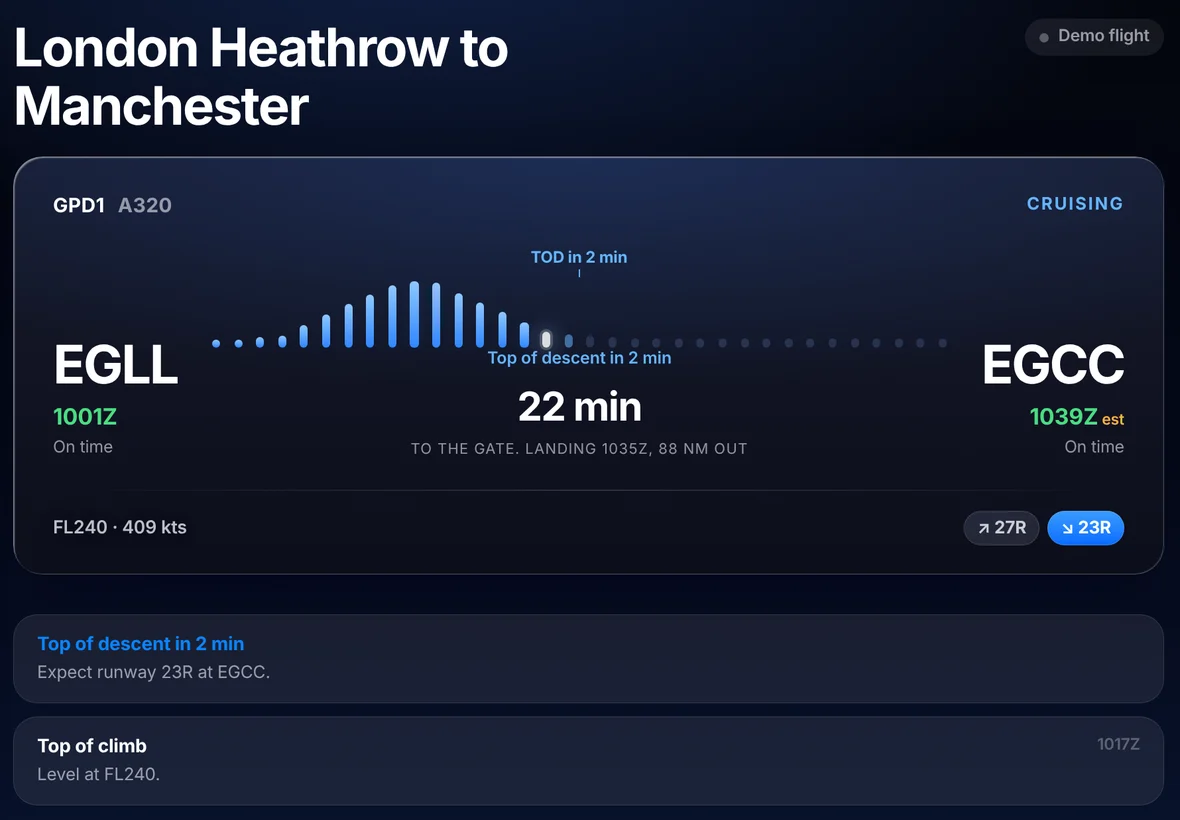 London Heathrow to
Manchester
Demo flight
GPD1 A320
CRUISING
TOD in 2 min
Top of descent in 2 min
EGLL
EGCC
22 min
1001Z
1039Z est
On time
TO THE GATE. LANDING 1035Z, 88 NM OUT
On time
FL240 · 409 kts
↗ 27R
↘ 23R
Top of descent in 2 min
Expect runway 23R at EGCC.
Top of climb
1017Z
Level at FL240.